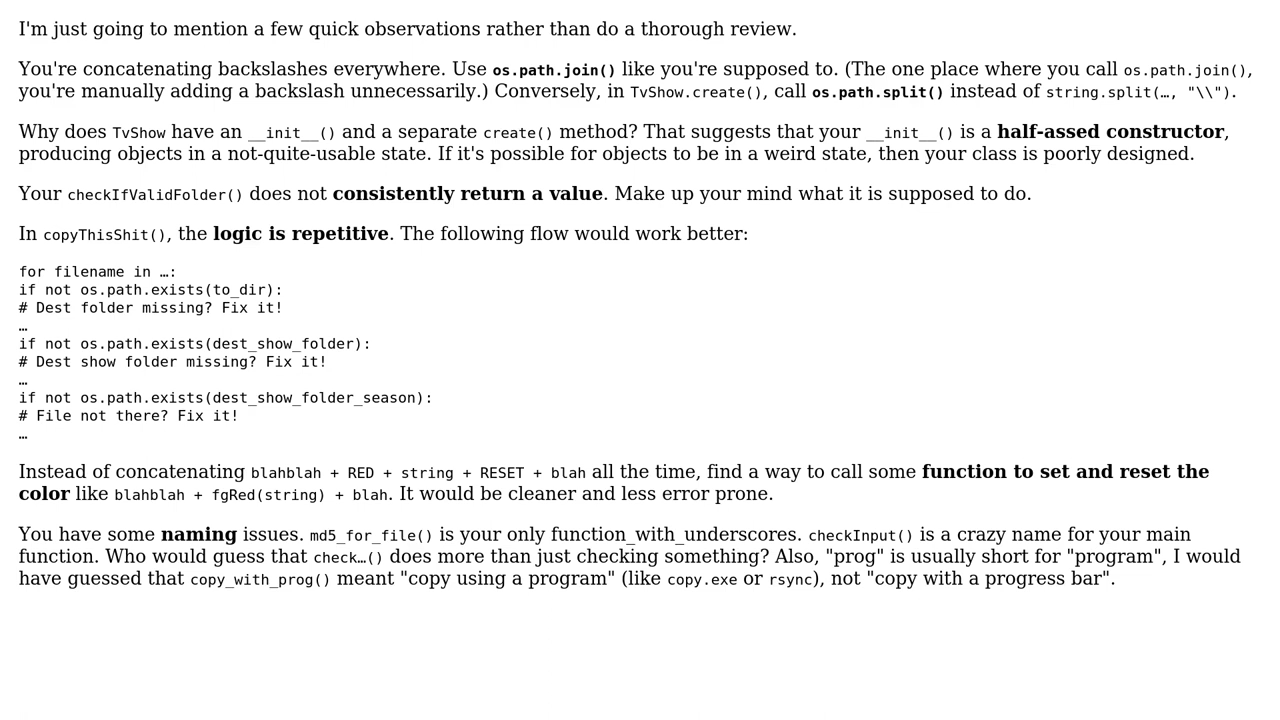 I'm just going to mention a few quick observations rather than do a thorough review.
You're concatenating backslashes everywhere. Use os.path.join() like you're supposed to. (The one place where you call os.path.join(),
you're manually adding a backslash unnecessarily.) Conversely, in TvShow.create(), call os.path.split() instead of string.split(…, "\\").
Why does TvShow have an __init__() and a separate create() method? That suggests that your __init__() is a half-assed constructor,
producing objects in a not-quite-usable state. If it's possible for objects to be in a weird state, then your class is poorly designed.
Your checkIfValidFolder() does not consistently return a value. Make up your mind what it is supposed to do.
In copyThisShit(), the logic is repetitive. The following flow would work better:
for filename in …:
if not os.path.exists(to_dir):
# Dest folder missing? Fix it!
…
if not os.path.exists(dest_show_folder):
# Dest show folder missing? Fix it!
…
if not os.path.exists(dest_show_folder_season):
# File not there? Fix it!
…
Instead of concatenating blahblah + RED + string + RESET + blah all the time, find a way to call some function to set and reset the
color like blahblah + fgRed(string) + blah. It would be cleaner and less error prone.
You have some naming issues. md5_for_file() is your only function_with_underscores. checkInput() is a crazy name for your main
function. Who would guess that check…() does more than just checking something? Also, "prog" is usually short for "program", I would
have guessed that copy_with_prog() meant "copy using a program" (like copy.exe or rsync), not "copy with a progress bar".